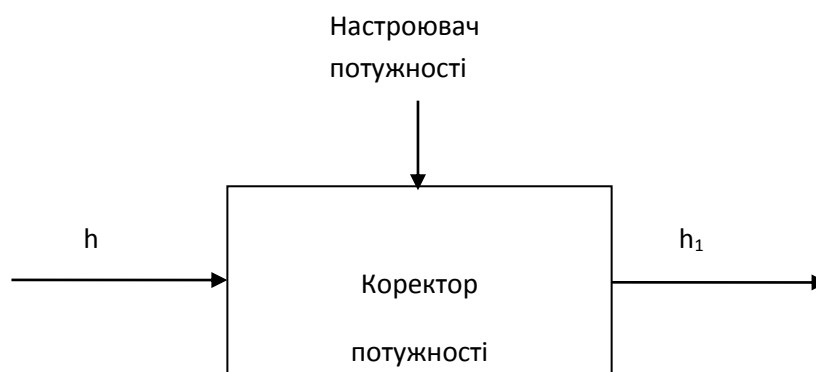 Настроювач
потужності
h
h₁
Коректор
потужності